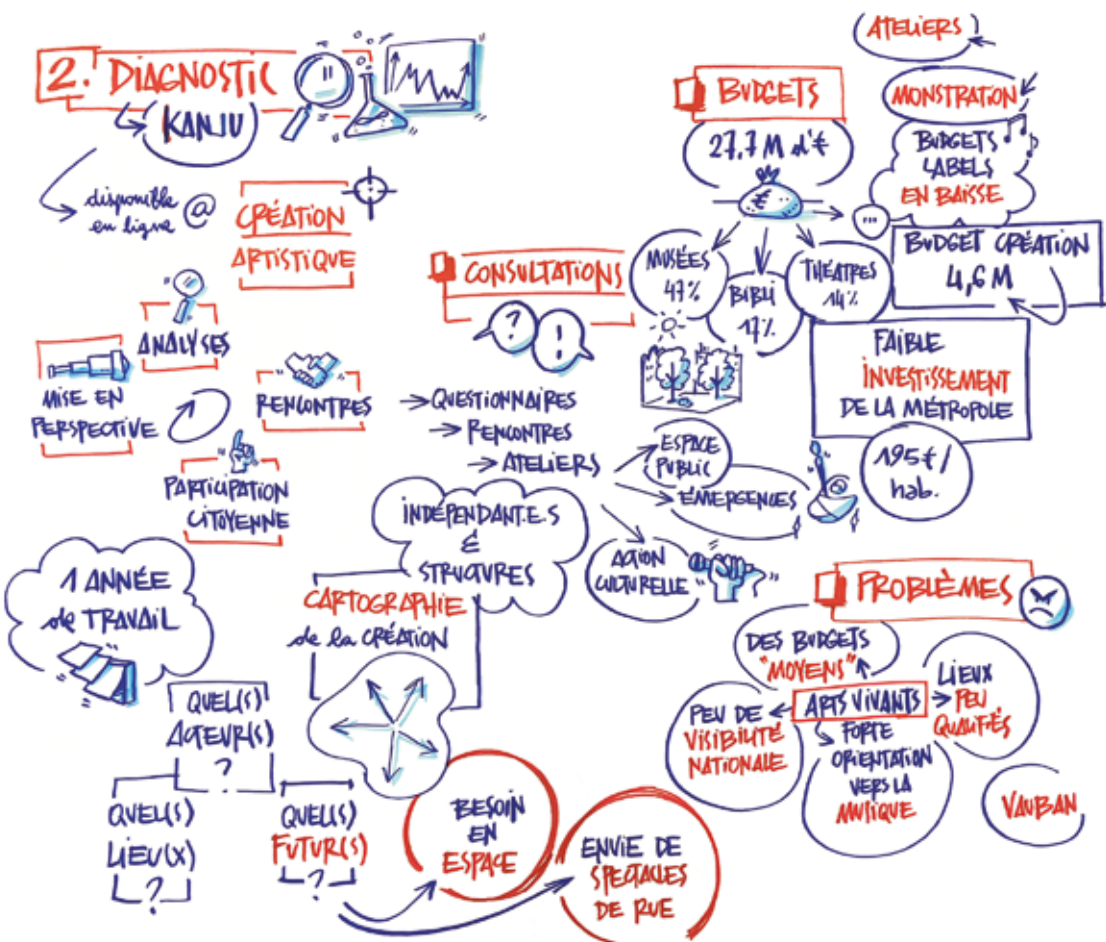 2. DIAGNOSTIC
KANJU
disponible
en ligne @
CRÉATION
ARTISTIQUE
ANALYSES
MISE EN
PERSPECTIVE
RENCONTRES
PARTICIPATION
CITOYENNE
1 ANNÉE
de TRAVAIL
QUEL(S)
ACTEUR(S)
?
QUEL(S)
LIEU(X)
?
QUEL(S)
FUTUR(S)
?
CONSULTATIONS
? !
→ QUESTIONNAIRES
→ RENCONTRES
→ ATELIERS
ESPACE
PUBLIC
ÉMERGENCES
ACTION
CULTURELLE
INDÉPENDANT.E.S
&
STRUCTURES
CARTOGRAPHIE
de la CRÉATION
BESOIN
EN
ESPACE
ENVIE DE
SPECTACLES
DE RUE
BUDGETS
27,7 M d'€
€
MUSÉES
47%
BIBLI
17%
THÉATRES
14%
...
ATELIERS
MONSTRATION
BUDGETS
LABELS
EN BAISSE
BUDGET CRÉATION
4,6 M
FAIBLE
INVESTISSEMENT
DE LA MÉTROPOLE
195€/
hab.
PROBLÈMES
DES BUDGETS
"MOYENS"
ARTS VIVANTS
PEU DE
VISIBILITÉ
NATIONALE
LIEUX
PEU
QUALIFIÉS
FORTE
ORIENTATION
VERS LA
MUSIQUE
VAUBAN